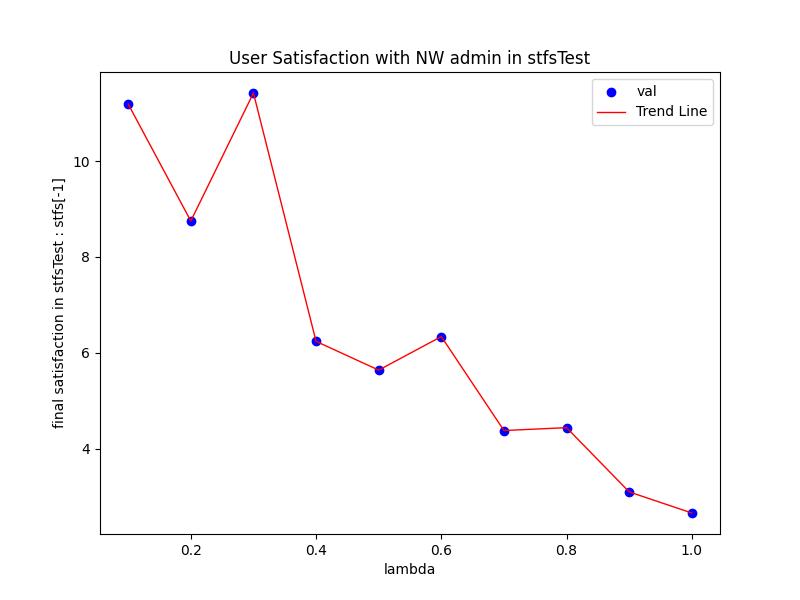 User Satisfaction with NW admin in stfsTest
val
Trend Line
final satisfaction in stfsTest : stfs[-1]
10
8
6
4
0.2 0.4 0.6 0.8 1.0
lambda